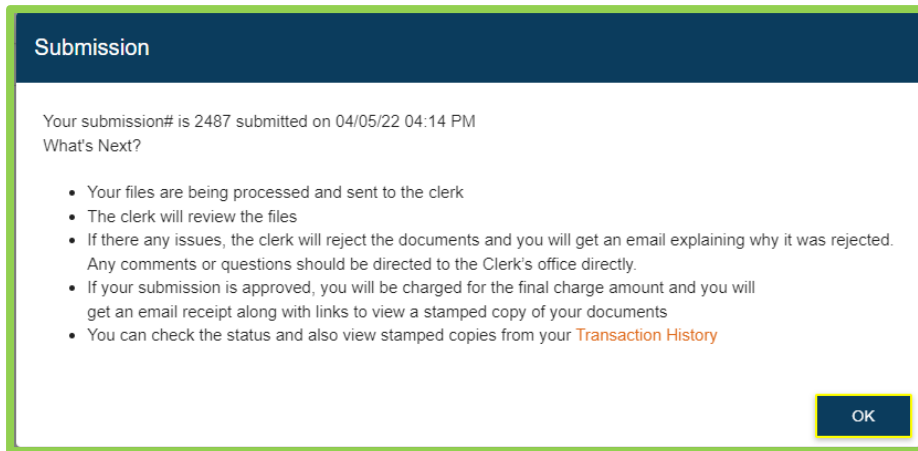 Submission
Your submission# is 2487 submitted on 04/05/22 04:14 PM
What's Next?
• Your files are being processed and sent to the clerk
• The clerk will review the files
• If there any issues, the clerk will reject the documents and you will get an email explaining why it was rejected.
Any comments or questions should be directed to the Clerk's office directly.
• If your submission is approved, you will be charged for the final charge amount and you will
get an email receipt along with links to view a stamped copy of your documents
• You can check the status and also view stamped copies from your Transaction History
OK